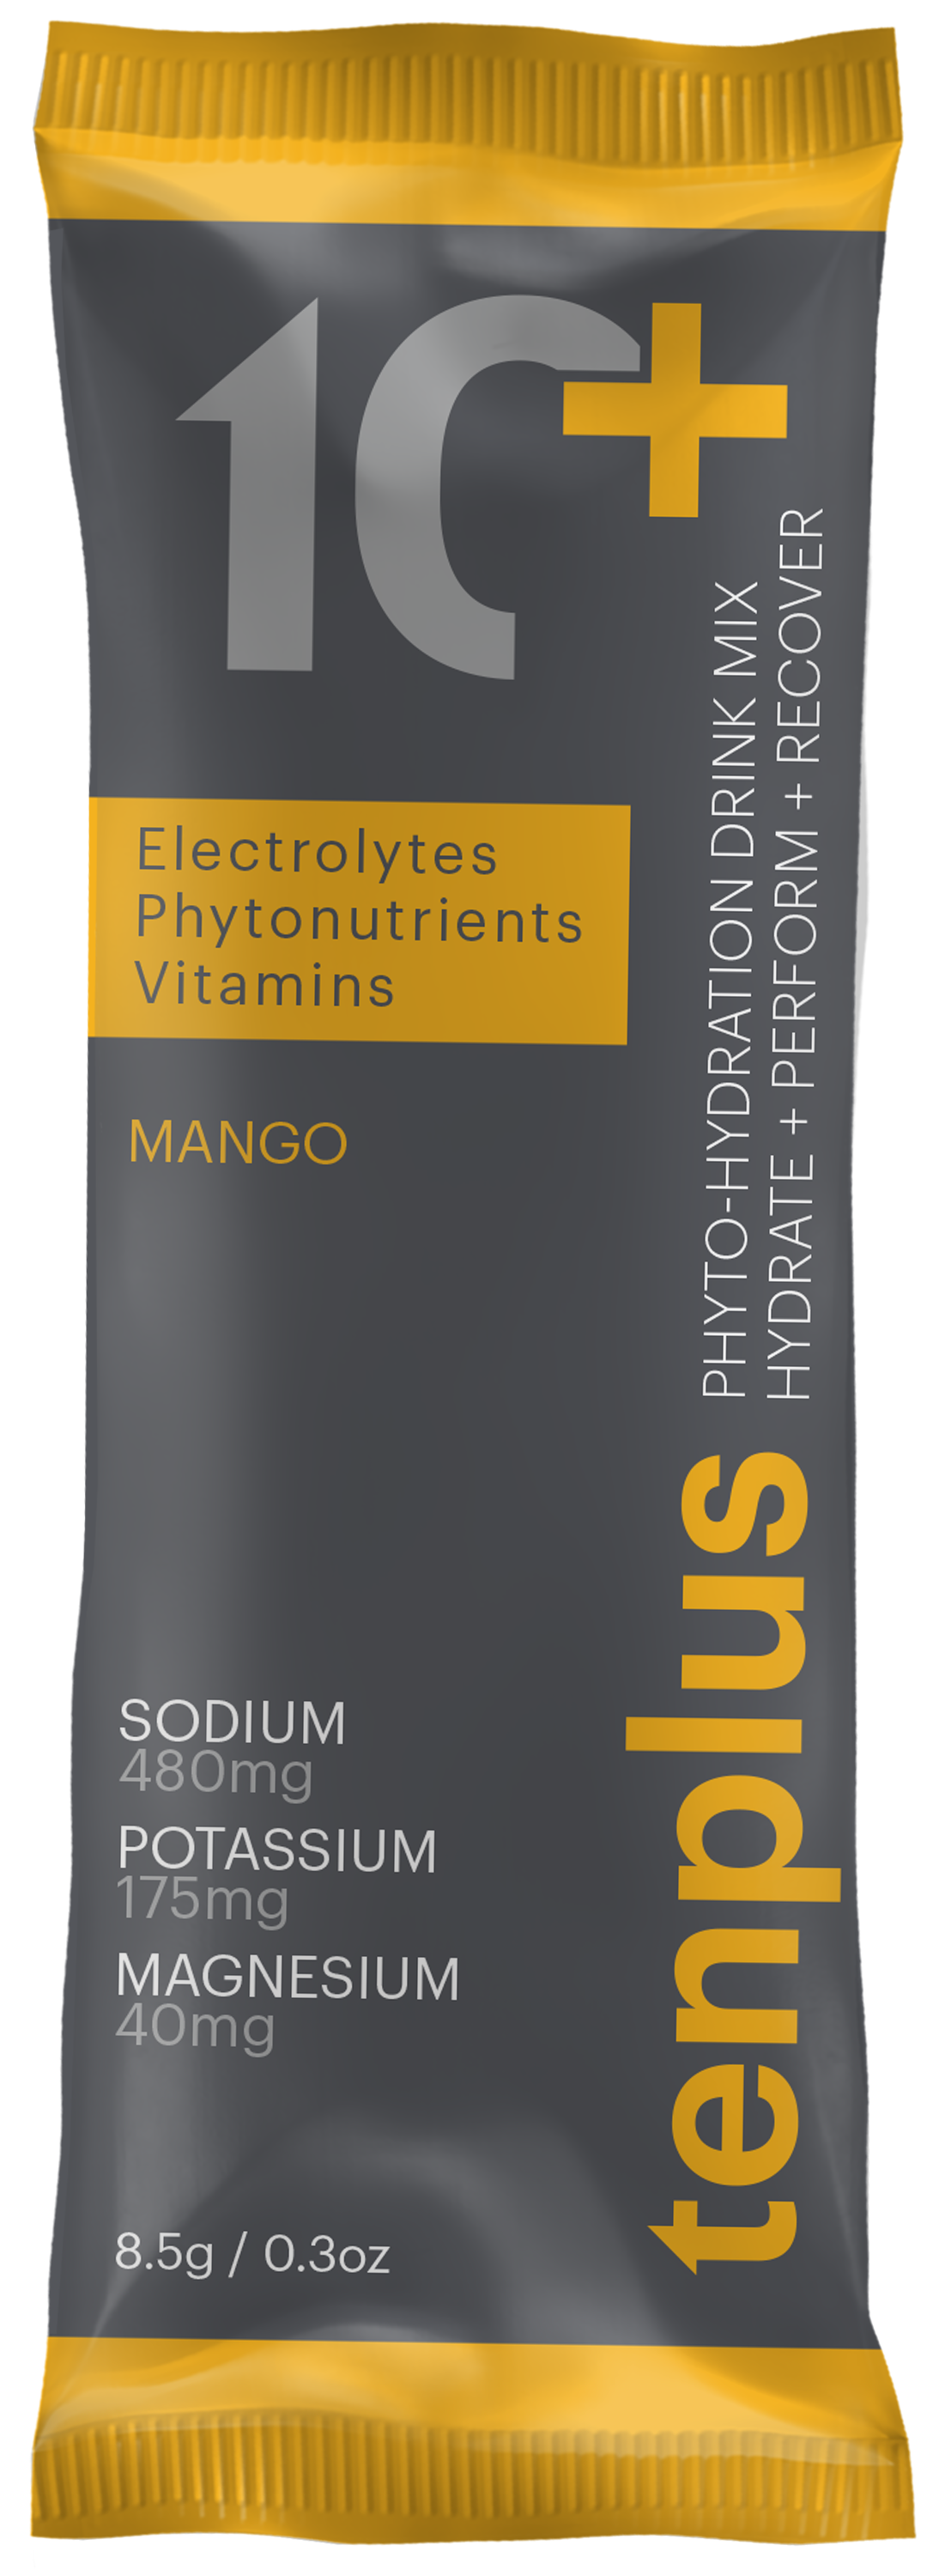 10+
Electrolytes
Phytonutrients
Vitamins
MANGO
SODIUM
480mg
POTASSIUM
175mg
MAGNESIUM
40mg
8.5g / 0.3oz
tenplus
PHYTO-HYDRATION DRINK MIX
HYDRATE + PERFORM + RECOVER